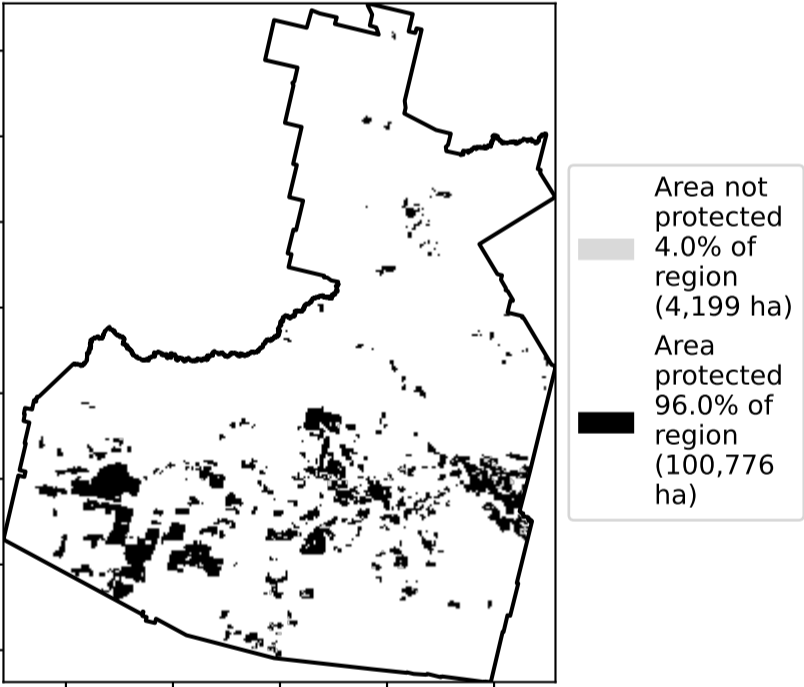 Area not
protected
4.0% of
region
(4,199 ha)
Area
protected
96.0% of
region
(100,776
ha)